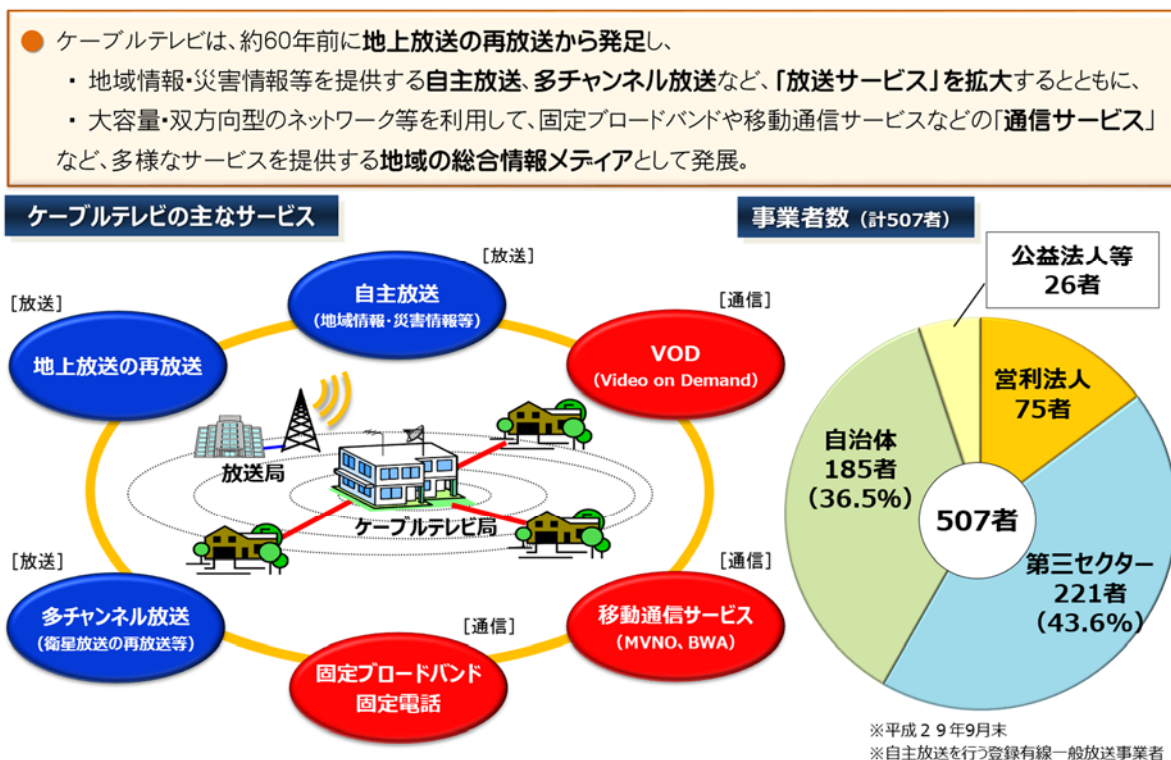 ケーブルテレビは、約60年前に地上放送の再放送から発足し、
・ 地域情報・災害情報等を提供する自主放送、多チャンネル放送など、「放送サービス」を拡大するとともに、
・ 大容量・双方向型のネットワーク等を利用して、固定ブロードバンドや移動通信サービスなどの「通信サービス」
など、多様なサービスを提供する地域の総合情報メディアとして発展。
ケーブルテレビの主なサービス
[放送]
自主放送
(地域情報・災害情報等)
[放送]
地上放送の再放送
[通信]
VOD
(Video on Demand)
放送局
ケーブルテレビ局
[放送]
多チャンネル放送
(衛星放送の再放送等)
[通信]
固定ブロードバンド
固定電話
[通信]
移動通信サービス
(MVNO、BWA)
事業者数 (計507者)
公益法人等
26者
営利法人
75者
自治体
185者
(36.5%)
507者
第三セクター
221者
(43.6%)
※平成29年9月末
※自主放送を行う登録有線一般放送事業者